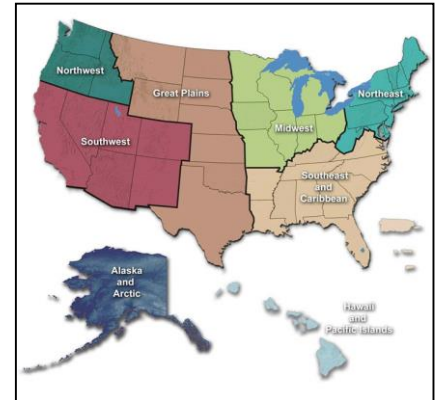 Northwest
Great Plains
Northeast
Midwest
Southwest
Southeast
and
Caribbean
Alaska
and
Arctic
Hawaii
and
Pacific Islands